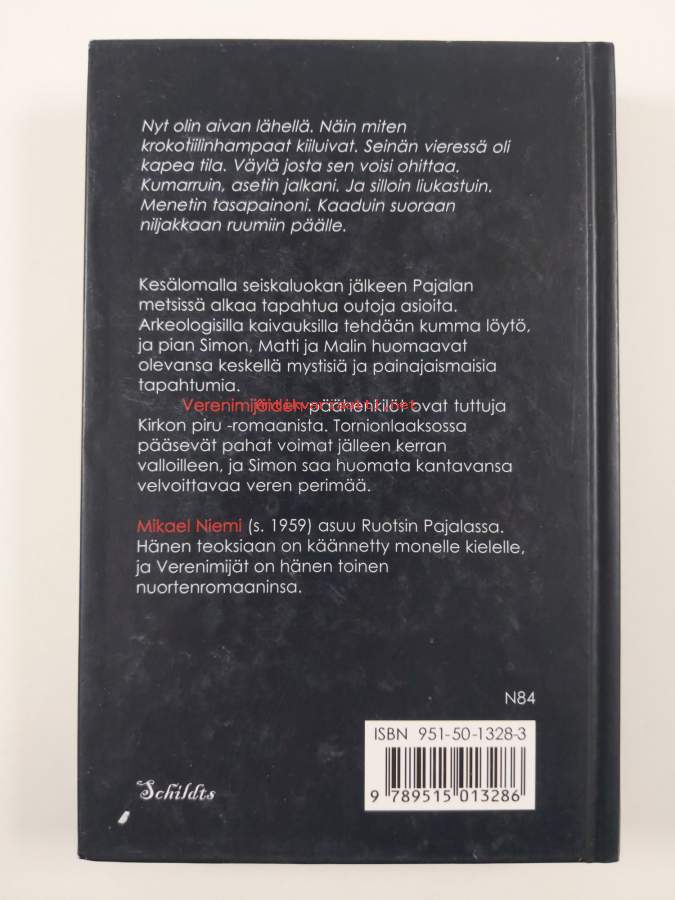 Nyt olin aivan lähellä. Näin miten
krokotiilinhampaat kiiluivat. Seinän vieressä oli
kapea tila. Väylä josta sen voisi ohittaa.
Kumarruin, asetin jalkani. Ja silloin liukastuin.
Menetin tasapainoni. Kaaduin suoraan
niljakkaan ruumiin päälle.
Kesälomalla seiskaluokan jälkeen Pajalan
metsissä alkaa tapahtua outoja asioita.
Arkeologisilla kaivauksilla tehdään kumma löytö,
ja pian Simon, Matti ja Malin huomaavat
olevansa keskellä mystisiä ja painajaismaisia
tapahtumia.
Verenimijöiden päähenkilöt ovat tuttuja
Kirkon piru -romaanista. Tornionlaaksossa
pääsevät pahat voimat jälleen kerran
valloilleen, ja Simon saa huomata kantavansa
velvoittavaa veren perimää.
Mikael Niemi (s. 1959) asuu Ruotsin Pajalassa.
Hänen teoksiaan on käännetty monelle kielelle,
ja Verenimijät on hänen toinen
nuortenromaaninsa.
N84
ISBN 951-50-1328-3
9 789515 013286
Schildts